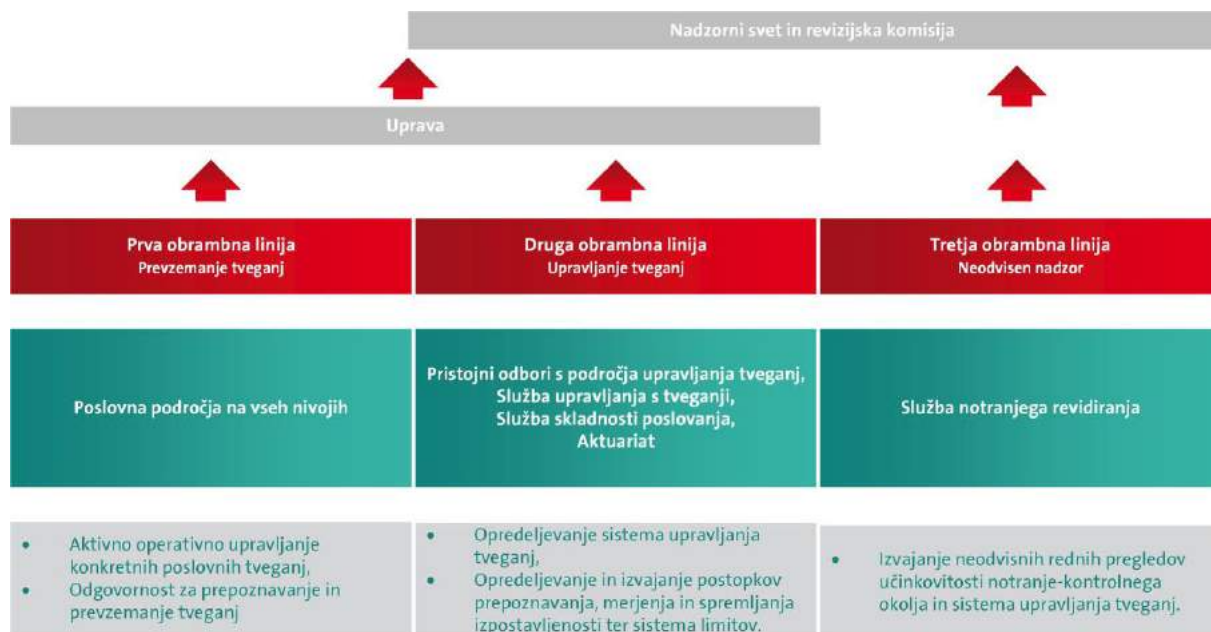 Nadzorni svet in revizijska komisija
Uprava
Prva obrambna linija
Prevzemanje tveganj
Druga obrambna linija
Upravljanje tveganj
Tretja obrambna linija
Neodvisen nadzor
Poslovna področja na vseh nivojih
Pristojni odbori s področja upravljanja tveganj,
Služba upravljanja s tveganji,
Služba skladnosti poslovanja,
Aktuariat
Služba notranjega revidiranja
• Aktivno operativno upravljanje
konkretnih poslovnih tveganj,
• Odgovornost za prepoznavanje in
prevzemanje tveganj
• Opredeljevanje sistema upravljanja
tveganj,
• Opredeljevanje in izvajanje postopkov
prepoznavanja, merjenja in spremljanja
izpostavljenosti ter sistema limitov.
• Izvajanje neodvisnih rednih pregledov
učinkovitosti notranje-kontrolnega
okolja in sistema upravljanja tveganj.